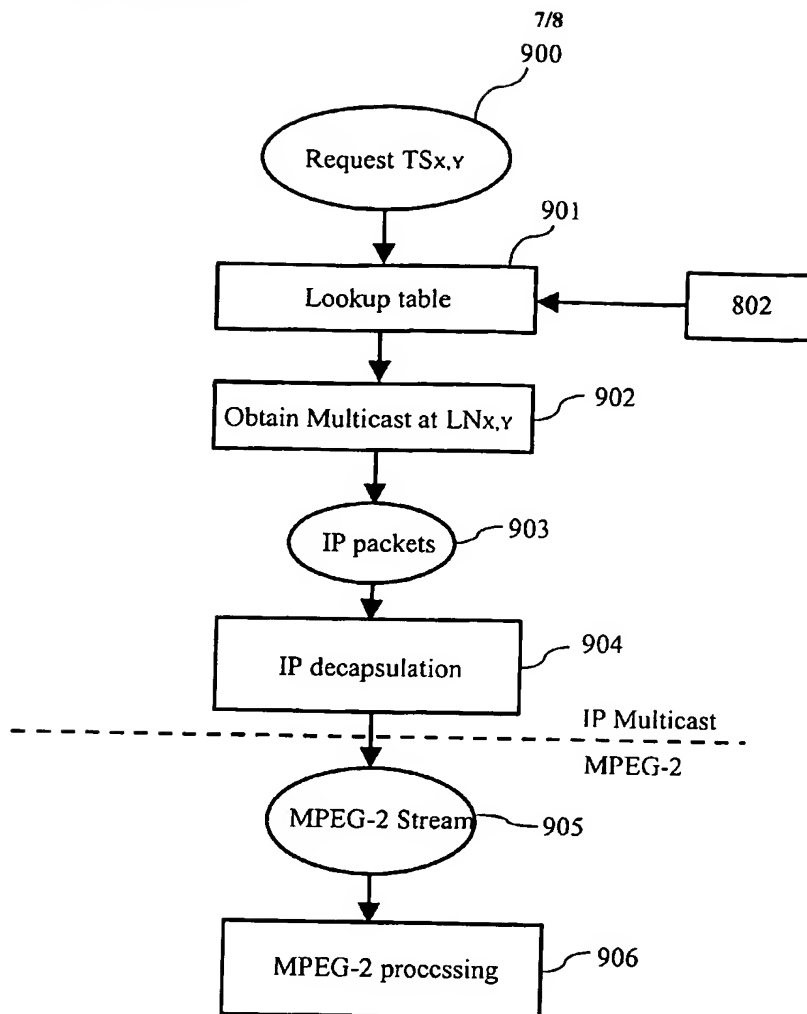 7/8
900
Request TSX,Y
901
Lookup table
802
Obtain Multicast at LNX,Y
902
IP packets
903
IP decapsulation
904
IP Multicast
MPEG-2
MPEG-2 Stream
905
MPEG-2 processing
906